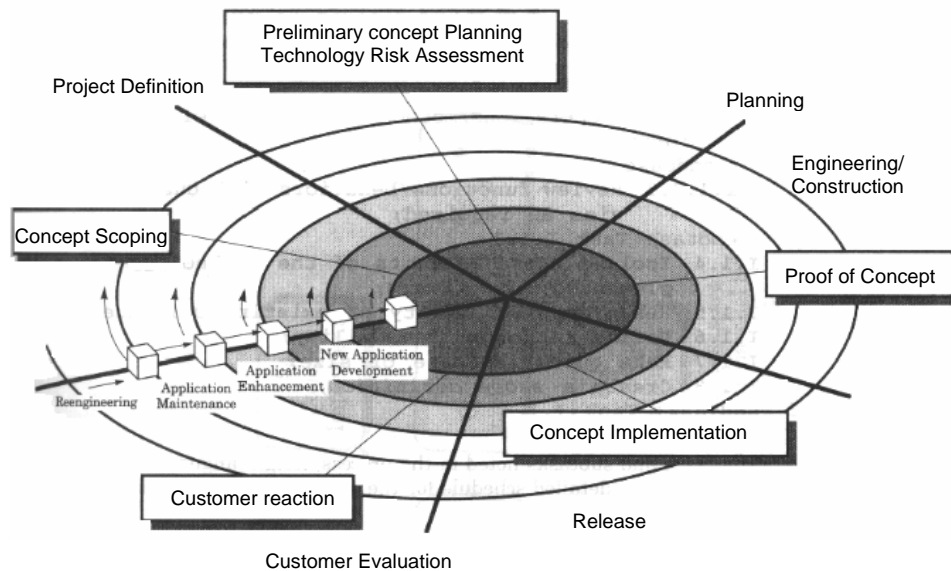 Preliminary concept Planning
Technology Risk Assessment
Project Definition
Planning
Engineering/
Construction
Concept Scoping
Proof of Concept
New Application
Development
Application
Enhancement
Application
Maintenance
Reengineering
Concept Implementation
Customer reaction
Release
Customer Evaluation